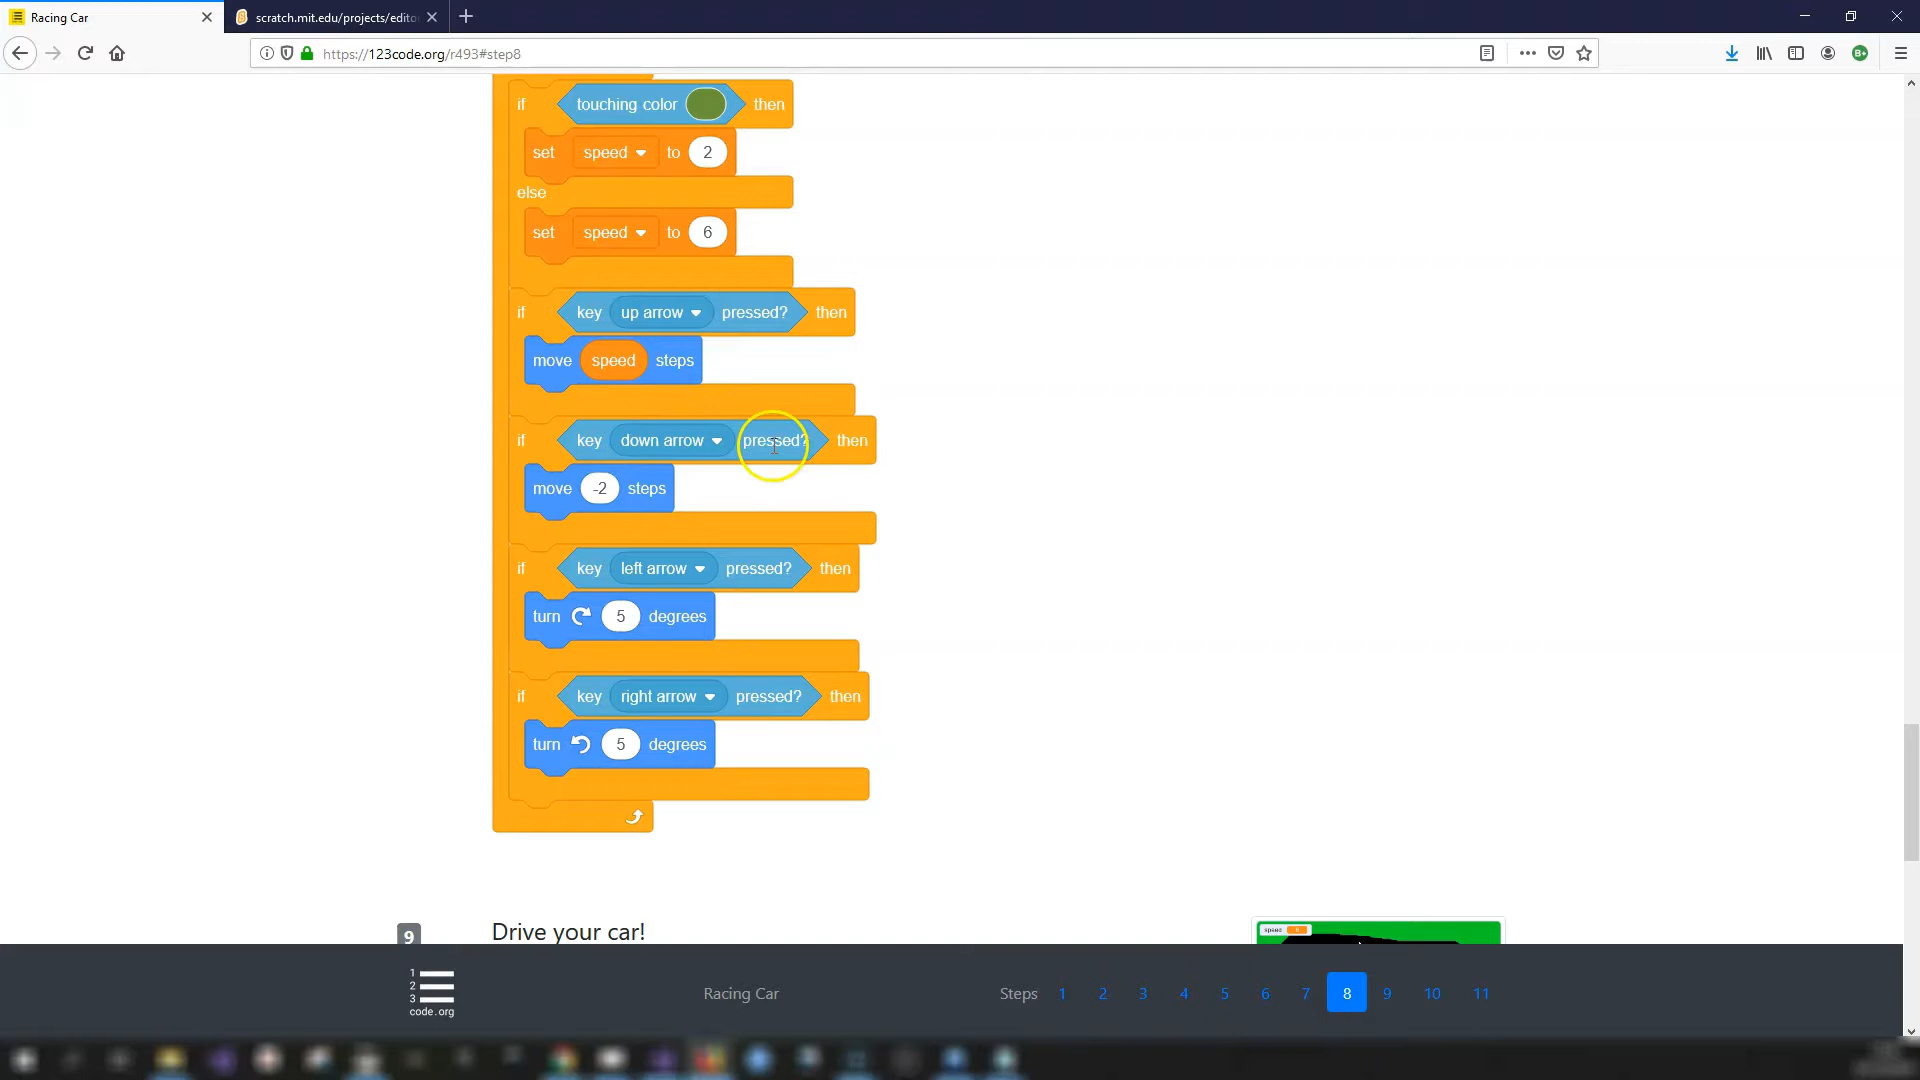 Racing Car
scratch.mit.edu/projects/edito
https://123code.org/r493#step8
if touching color then
set speed to 2
else
set speed to 6
if key up arrow pressed? then
move speed steps
if key down arrow pressed? then
move -2 steps
if key left arrow pressed? then
turn 5 degrees
if key right arrow pressed? then
turn 5 degrees
9 Drive your car!
speed
1
2
3
code.org
Racing Car
Steps 1 2 3 4 5 6 7 8 9 10 11